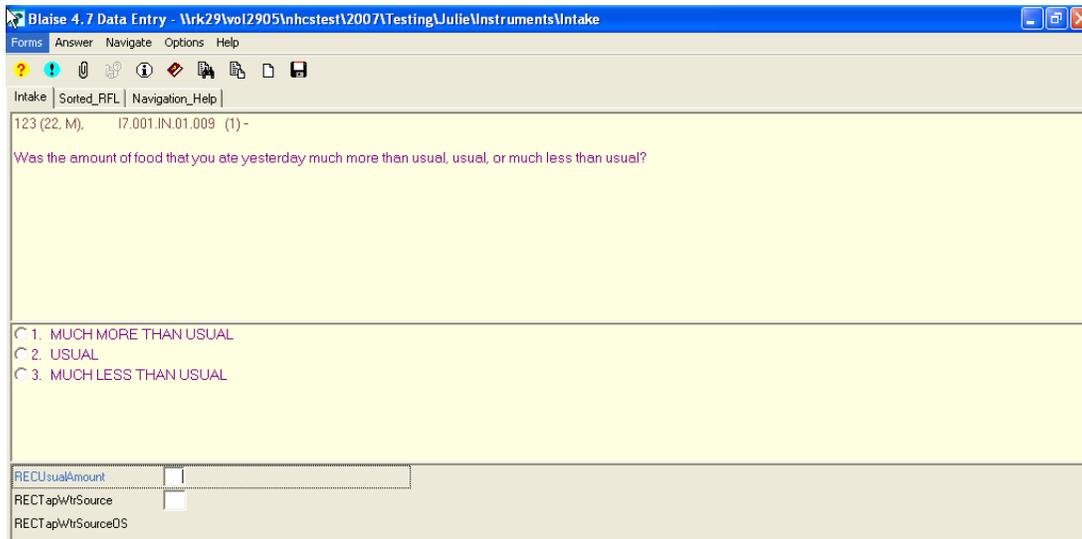 Blaise 4.7 Data Entry - \\rk29\vol2905\nhcstest\2007\Testing\Julie\Instruments\Intake
Forms Answer Navigate Options Help
Intake Sorted_RFL Navigation_Help
123 (22, M), I7.001.IN.01.009 (1) -
Was the amount of food that you ate yesterday much more than usual, usual, or much less than usual?
1. MUCH MORE THAN USUAL
2. USUAL
3. MUCH LESS THAN USUAL
RECUsualAmount
RECTapWtrSource
RECTapWtrSourceOS